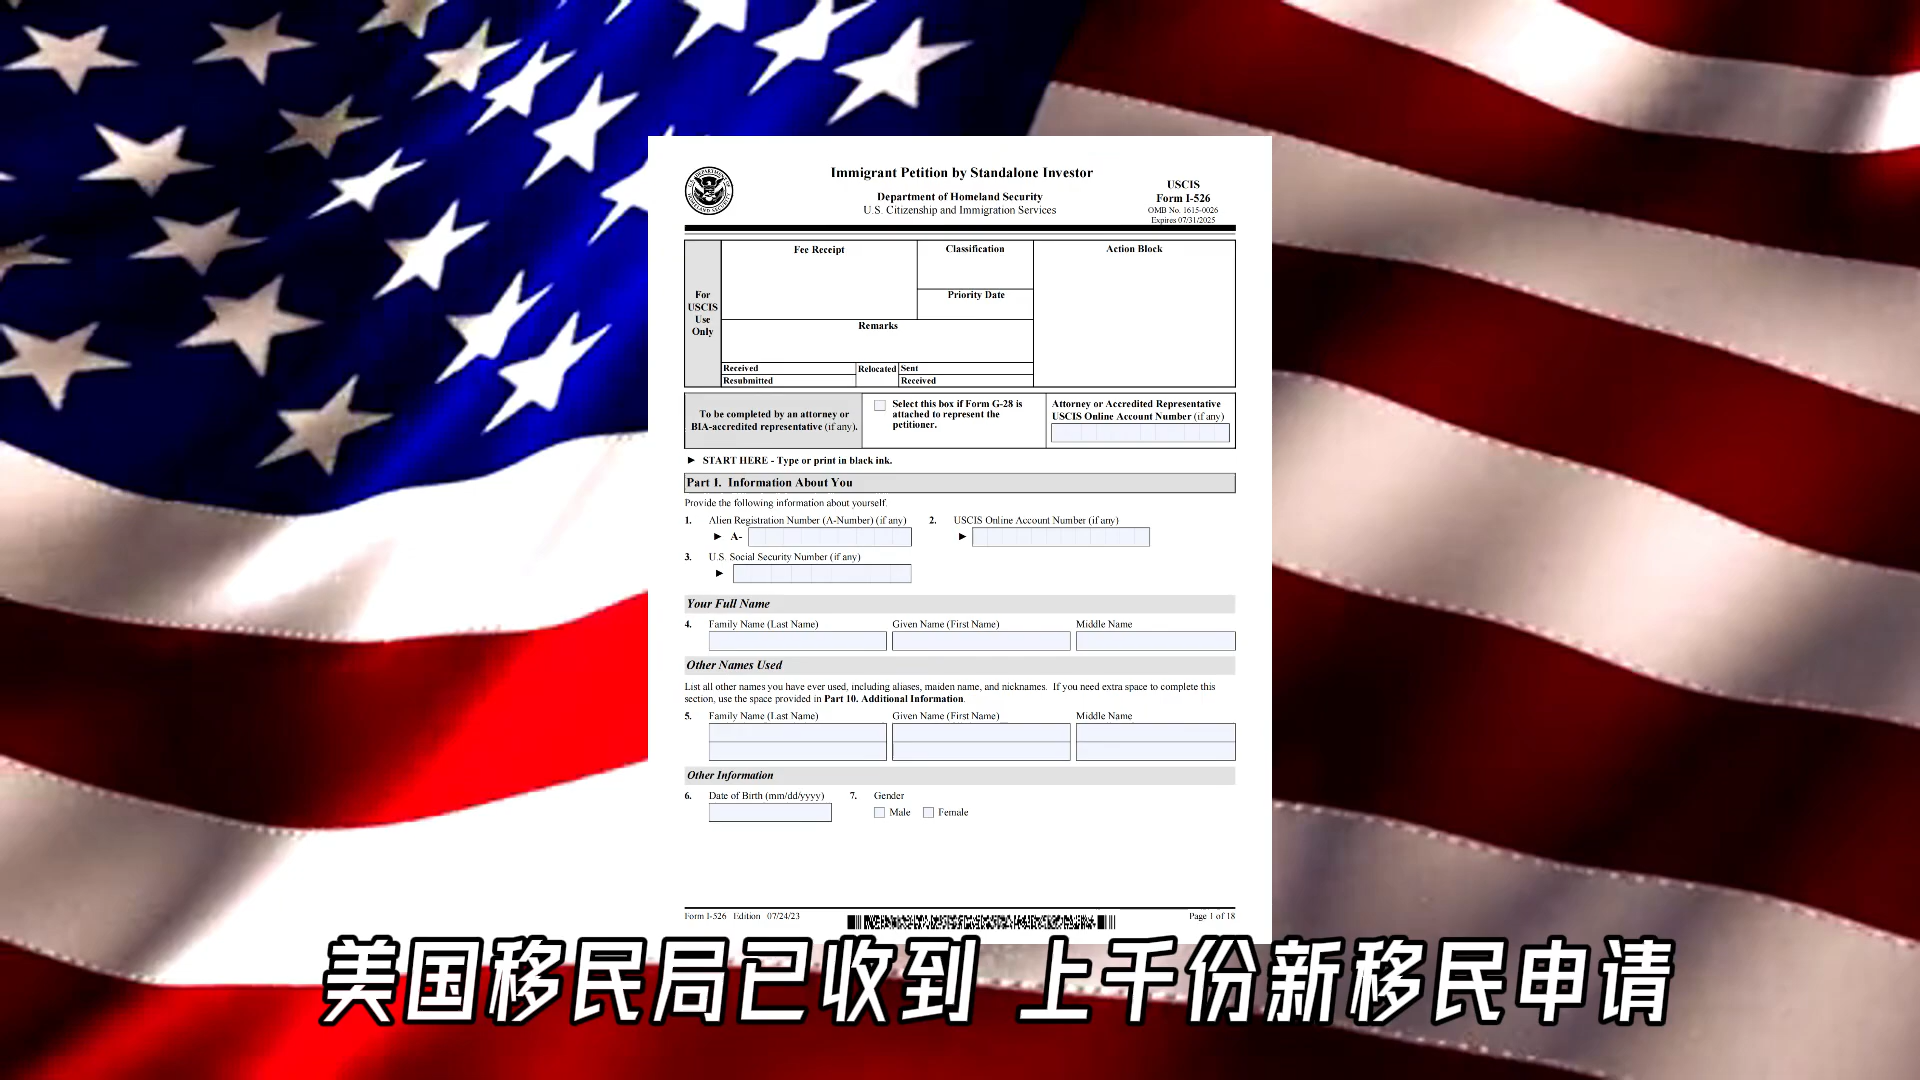 Immigrant Petition by Standalone Investor
Department of Homeland Security
U.S. Citizenship and Immigration Services
USCIS
Form I-526
OMB No. 1615-0026
Expires 07/31/2025
For USCIS Use Only
Fee Receipt
Classification
Action Block
Priority Date
Remarks
Received
Relocated
Sent
Resubmitted
Received
To be completed by an attorney or
BIA-accredited representative (if any).
Select this box if Form G-28 is
attached to represent the
petitioner.
Attorney or Accredited Representative
USCIS Online Account Number (if any)
► START HERE - Type or print in black ink.
Part 1. Information About You
Provide the following information about yourself.
1. Alien Registration Number (A-Number) (if any)
► A-
2. USCIS Online Account Number (if any)
►
3. U.S. Social Security Number (if any)
►
Your Full Name
4. Family Name (Last Name) Given Name (First Name) Middle Name
Other Names Used
List all other names you have ever used, including aliases, maiden name, and nicknames. If you need extra space to complete this
section, use the space provided in Part 10. Additional Information.
5. Family Name (Last Name) Given Name (First Name) Middle Name
Other Information
6. Date of Birth (mm/dd/yyyy) 7. Gender
Male Female
Form I-526 Edition 07/24/23
Page 1 of 18
美国移民局已收到 上千份新移民申请